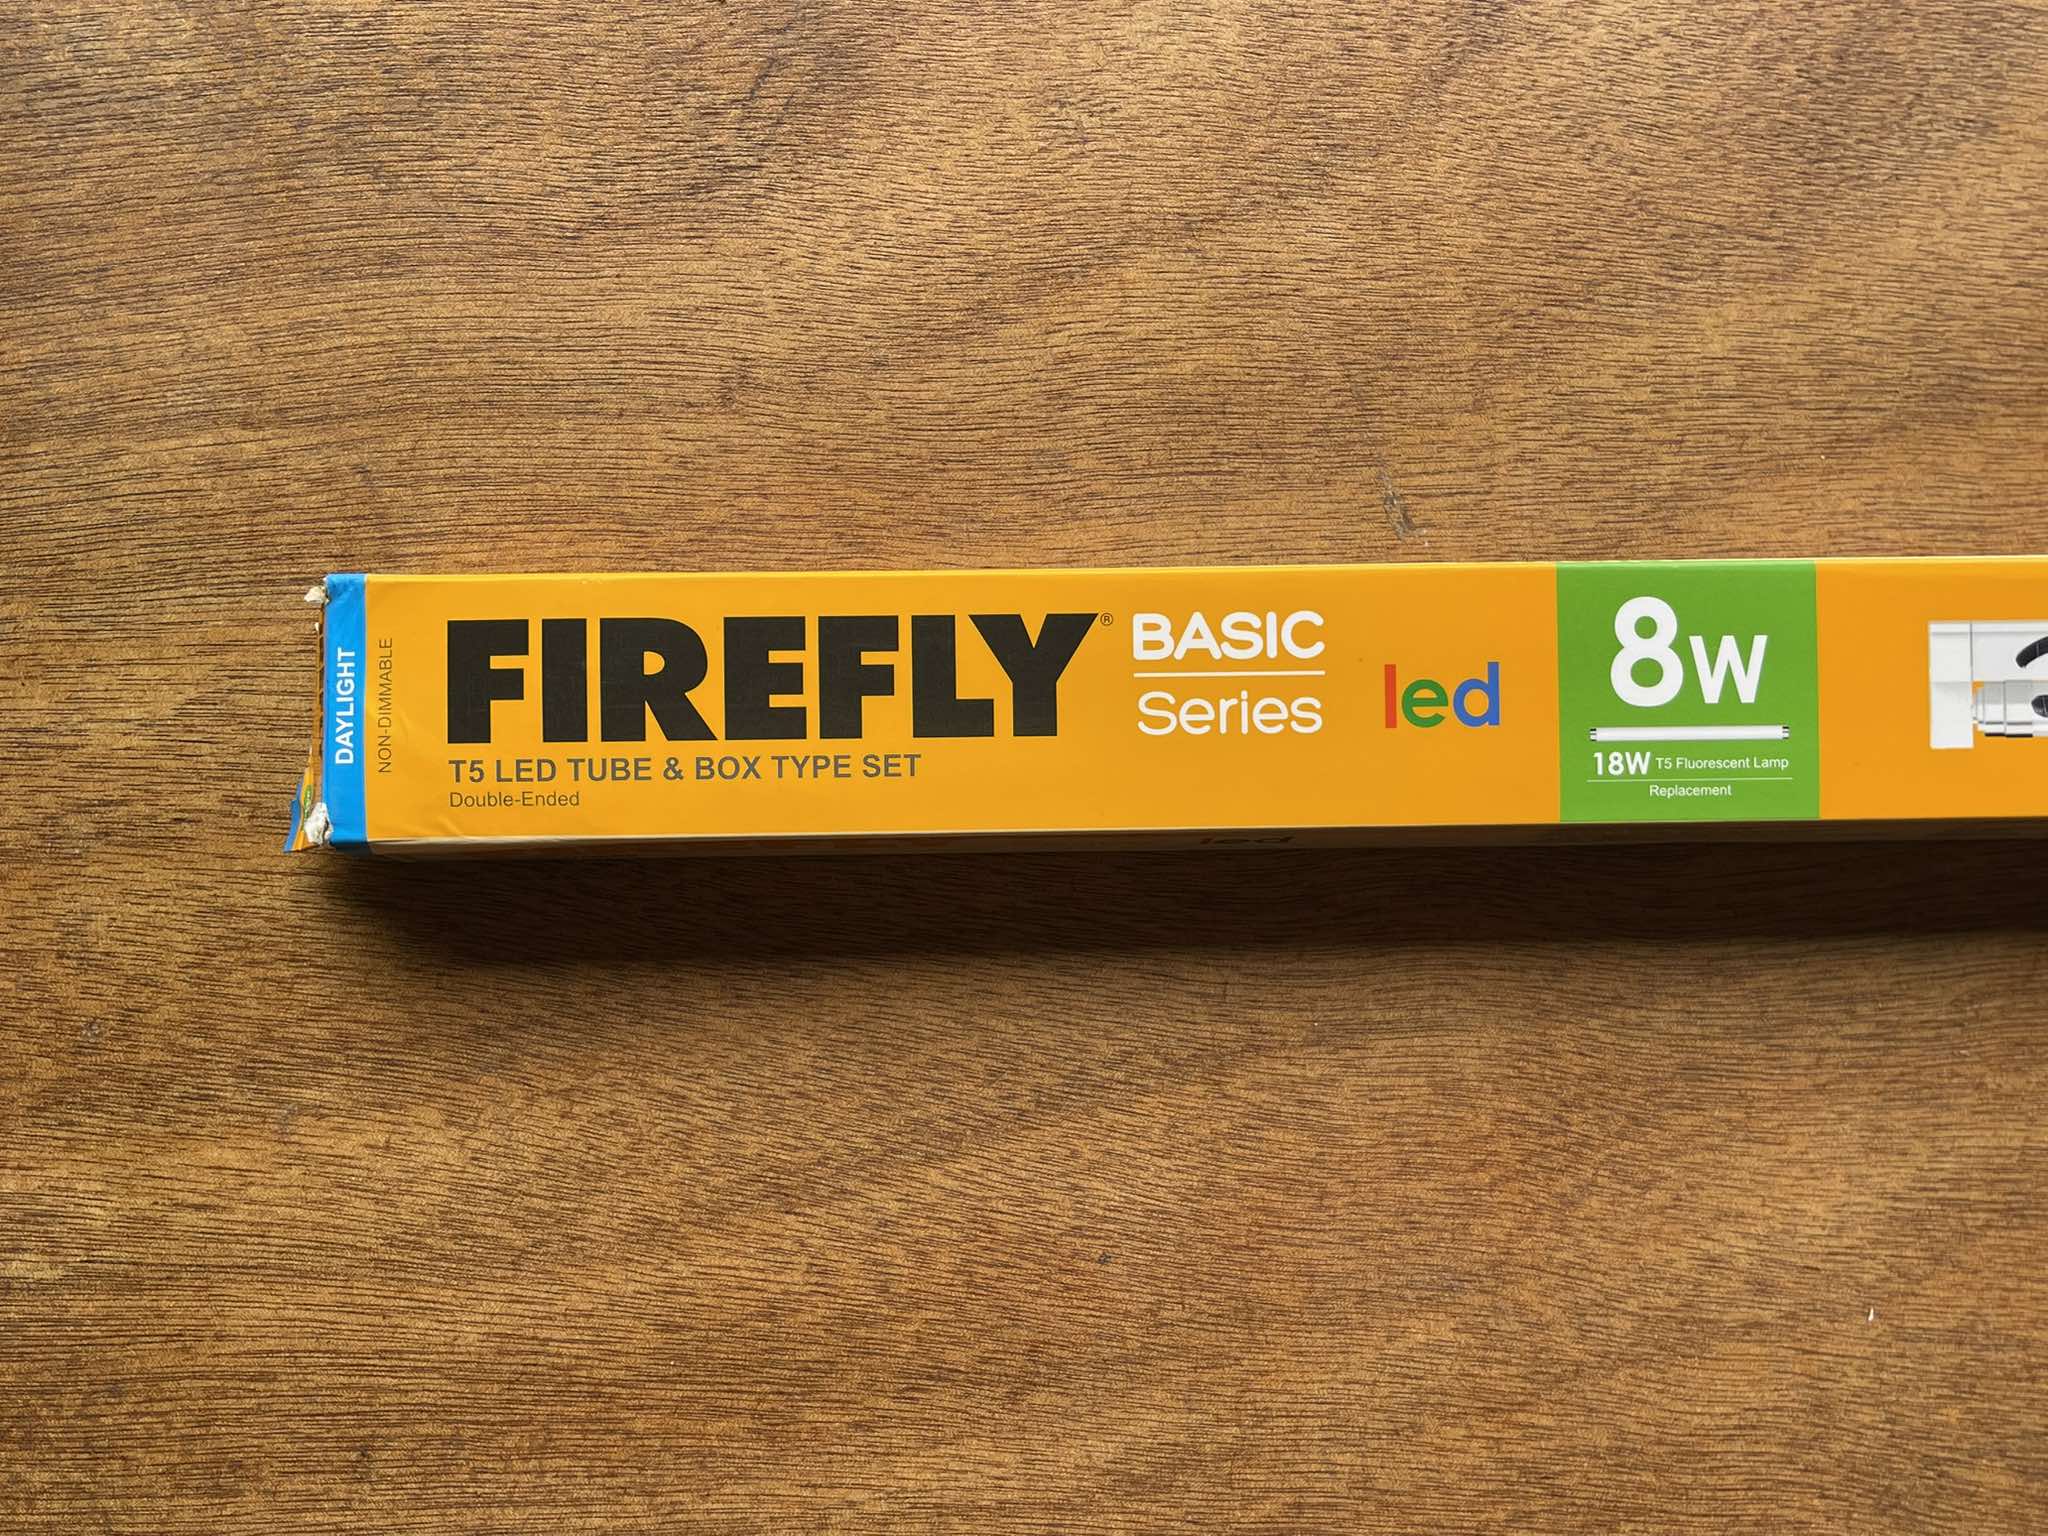 DAYLIGHT
NON-DIMMABLE
FIREFLY®
T5 LED TUBE & BOX TYPE SET
Double-Ended
BASIC
Series
led
8W
18W T5 Fluorescent Lamp
Replacement
led